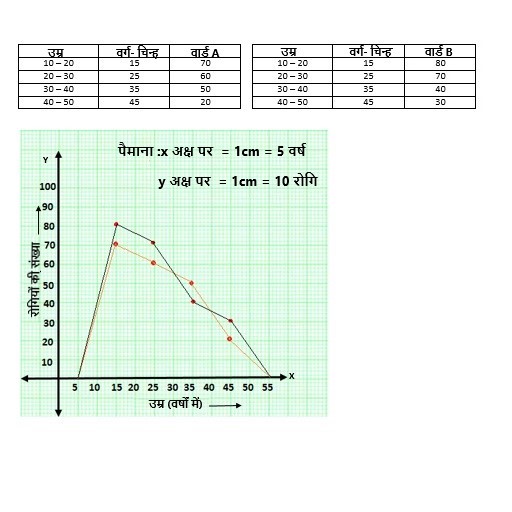 उम्र वर्ग- चिन्ह वार्ड A
10 – 20 15 70
20 – 30 25 60
30 – 40 35 50
40 – 50 45 20
उम्र वर्ग- चिन्ह वार्ड B
10 – 20 15 80
20 – 30 25 70
30 – 40 35 40
40 – 50 45 30
पैमाना :x अक्ष पर = 1cm = 5 वर्ष
y अक्ष पर = 1cm = 10 रोगि
Y
100
90
80
70
60
50
40
30
20
10
रोगियों की संख्या
X
5 10 15 20 25 30 35 40 45 50 55
उम्र (वर्षों में)